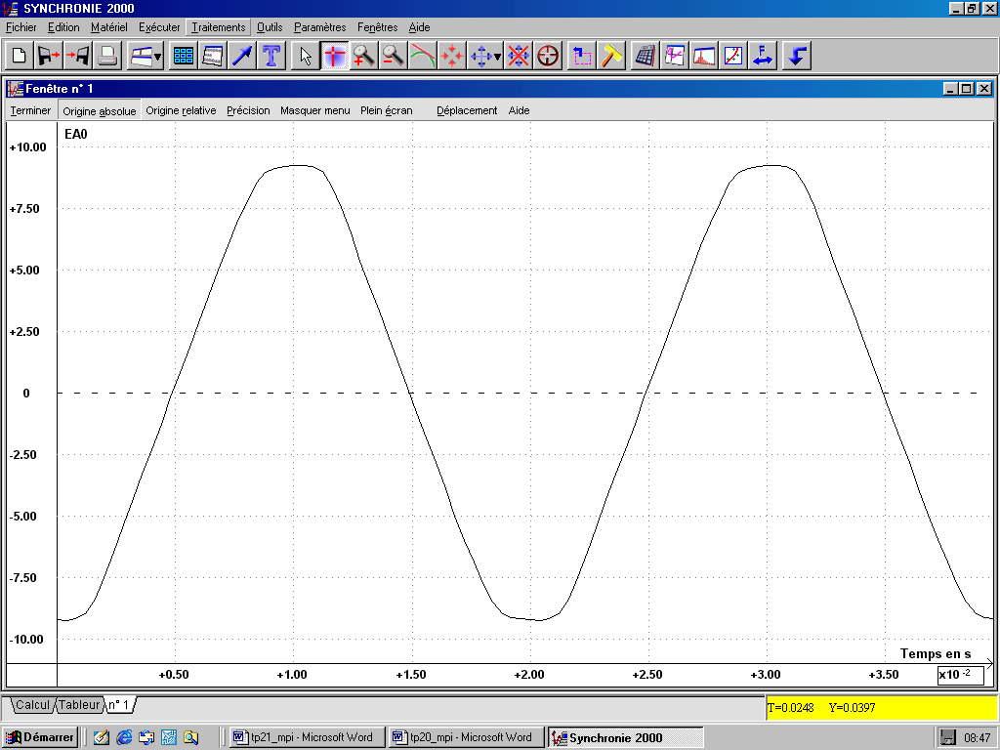 SYNCHRONIE 2000
Fichier Edition Matériel Exécuter Traitements Outils Paramètres Fenêtres Aide
Fenêtre n° 1
Terminer Origine absolue Origine relative Précision Masquer menu Plein écran Déplacement Aide
EA0
+10.00
+7.50
+5.00
+2.50
0
-2.50
-5.00
-7.50
-10.00
Temps en s
+0.50 +1.00 +1.50 +2.00 +2.50 +3.00 +3.50 x10 -2
Calcul Tableur n° 1
T=0.0248 Y=0.0397
Démarrer tp21_mpi - Microsoft Word tp20_mpi - Microsoft Word Synchronie 2000 08:47